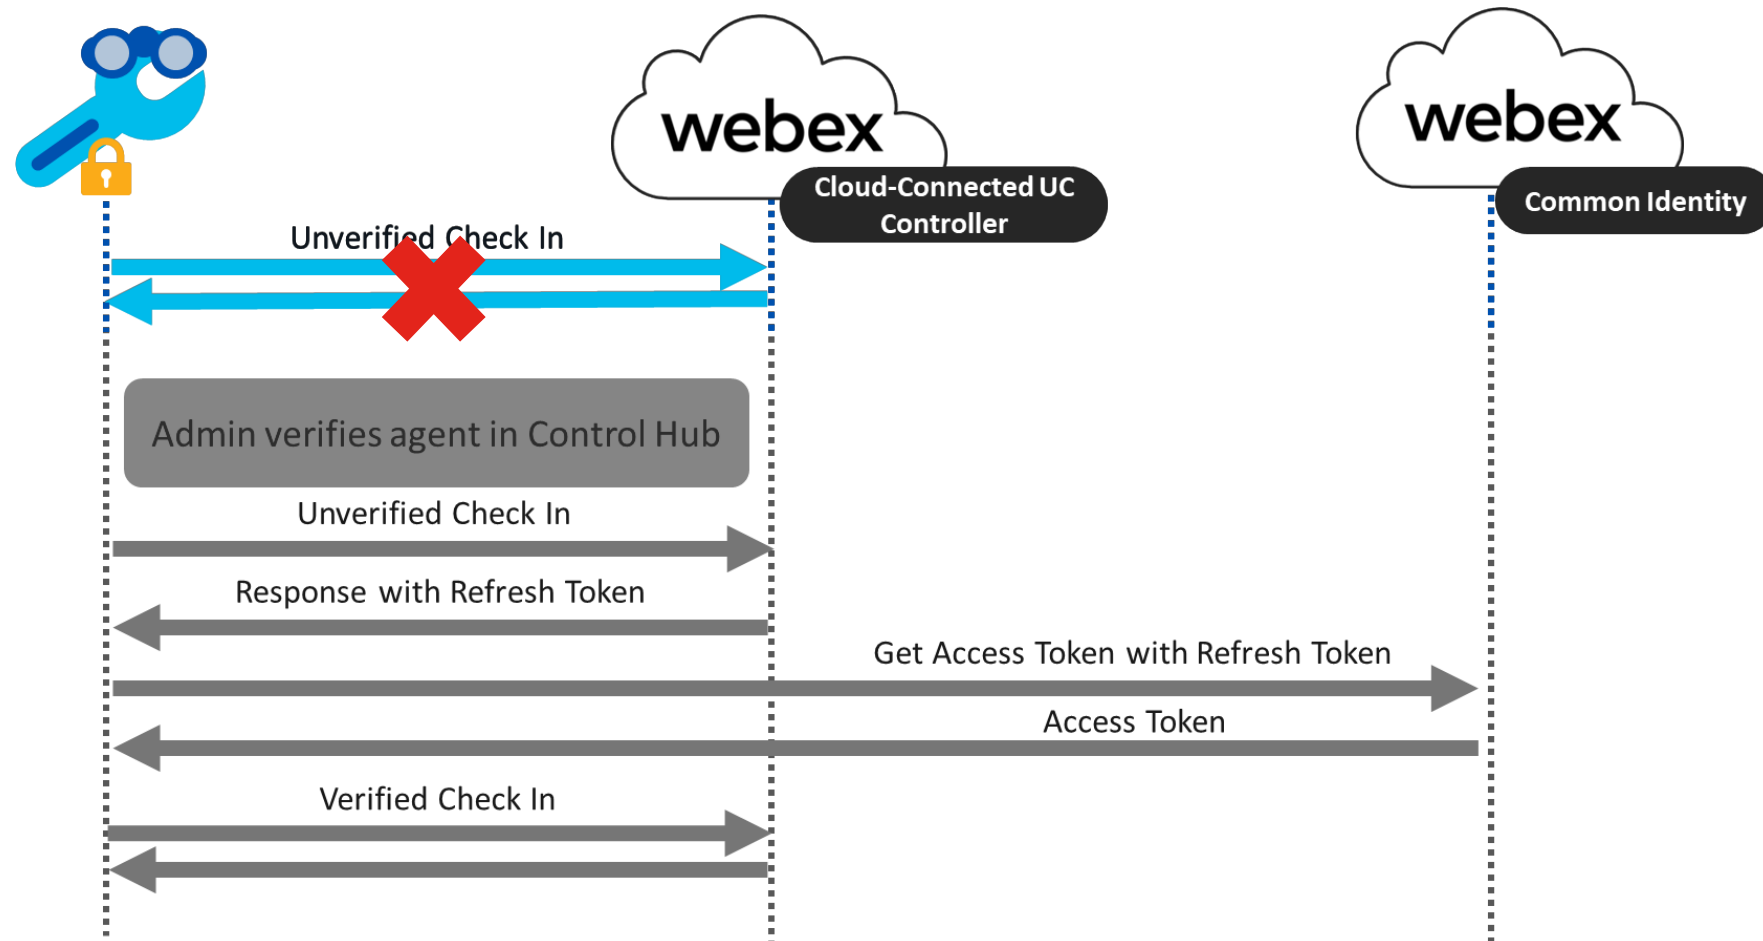 webex
Cloud-Connected UC
Controller
webex
Common Identity
Unverified Check In
Admin verifies agent in Control Hub
Unverified Check In
Response with Refresh Token
Get Access Token with Refresh Token
Access Token
Verified Check In